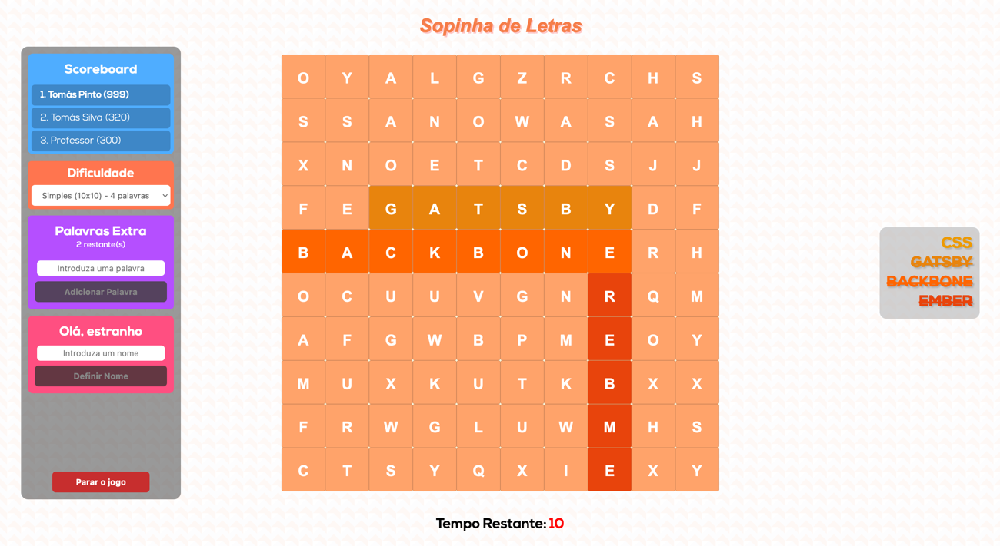 Sopinha de Letras
Scoreboard
1. Tomás Pinto (999)
2. Tomás Silva (320)
3. Professor (300)
Dificuldade
Simples (10x10) - 4 palavras
Palavras Extra
2 restante(s)
Introduza uma palavra
Adicionar Palavra
Olá, estranho
Introduza um nome
Definir Nome
Parar o jogo
O Y A L G Z R C H S
S S A N O W A S A H
X N O E T C D S J J
F E G A T S B Y D F
B A C K B O N E R H
O C U U V G N R Q M
A F G W B P M E O Y
M U X K U T K B X X
F R W G L U W M H S
C T S Y Q X I E X Y
CSS
GATSBY
BACKBONE
EMBER
Tempo Restante: 10